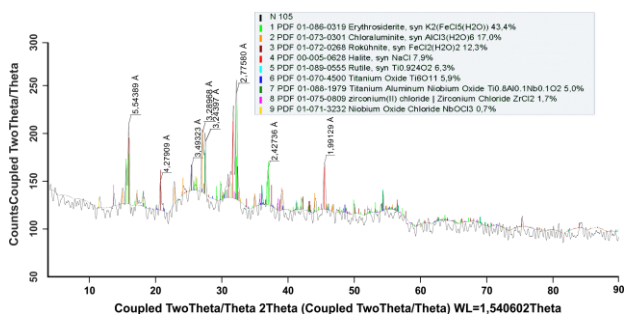 N 105
1 PDF 01-086-0319 Erythrosiderite, syn K2(FeCl5(H2O)) 43,4%
2 PDF 01-073-0301 Chloraluminite, syn AlCl3(H2O)6 17,0%
3 PDF 01-072-0268 Rokühnite, syn FeCl2(H2O)2 12,3%
4 PDF 00-005-0628 Halite, syn NaCl 7,9%
5 PDF 01-089-0555 Rutile, syn Ti0.924O2 6,3%
6 PDF 01-070-4500 Titanium Oxide Ti6O11 5,9%
7 PDF 01-088-1979 Titanium Aluminum Niobium Oxide Ti0.8Al0.1Nb0.1O2 5,0%
8 PDF 01-075-0809 zirconium(II) chloride | Zirconium Chloride ZrCl2 1,7%
9 PDF 01-071-3232 Niobium Oxide Chloride NbOCl3 0,7%
CountsCoupled TwoTheta/Theta
300
250
200
150
100
50
5,54389 Å
4,27909 Å
3,49323 Å
3,28968 Å
3,24397 Å
2,77580 Å
2,42736 Å
1,99129 Å
10 20 30 40 50 60 70 80 90
Coupled TwoTheta/Theta 2Theta (Coupled TwoTheta/Theta) WL=1,540602Theta